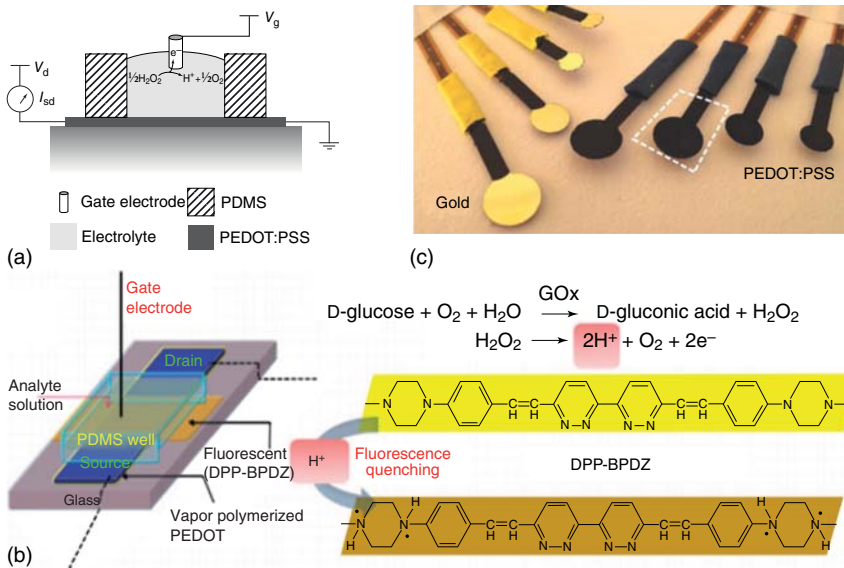 V_g
V_d
I_sd
e⁻
½H₂O₂
H⁺+½O₂
Gate electrode
PDMS
Electrolyte
PEDOT:PSS
(a)
Gold
PEDOT:PSS
(c)
Gate
electrode
Drain
Analyte
solution
PDMS well
Source
Glass
Fluorescent
(DPP-BPDZ)
Vapor polymerized
PEDOT
(b)
GOx
D-glucose + O₂ + H₂O → D-gluconic acid + H₂O₂
H₂O₂ → 2H⁺ + O₂ + 2e⁻
N N C=C N N N N C=C N N
H H H H
H⁺
Fluorescence
quenching
DPP-BPDZ
H H
N N C=C N N N N C=C N N
H H H H H H